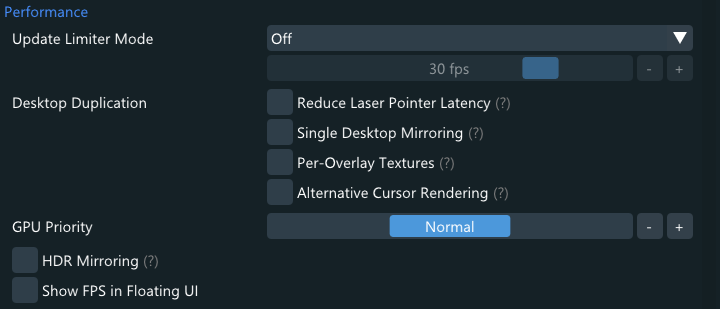 Performance
Update Limiter Mode Off
30 fps - +
Desktop Duplication Reduce Laser Pointer Latency (?)
Single Desktop Mirroring (?)
Per-Overlay Textures (?)
Alternative Cursor Rendering (?)
GPU Priority Normal - +
HDR Mirroring (?)
Show FPS in Floating UI